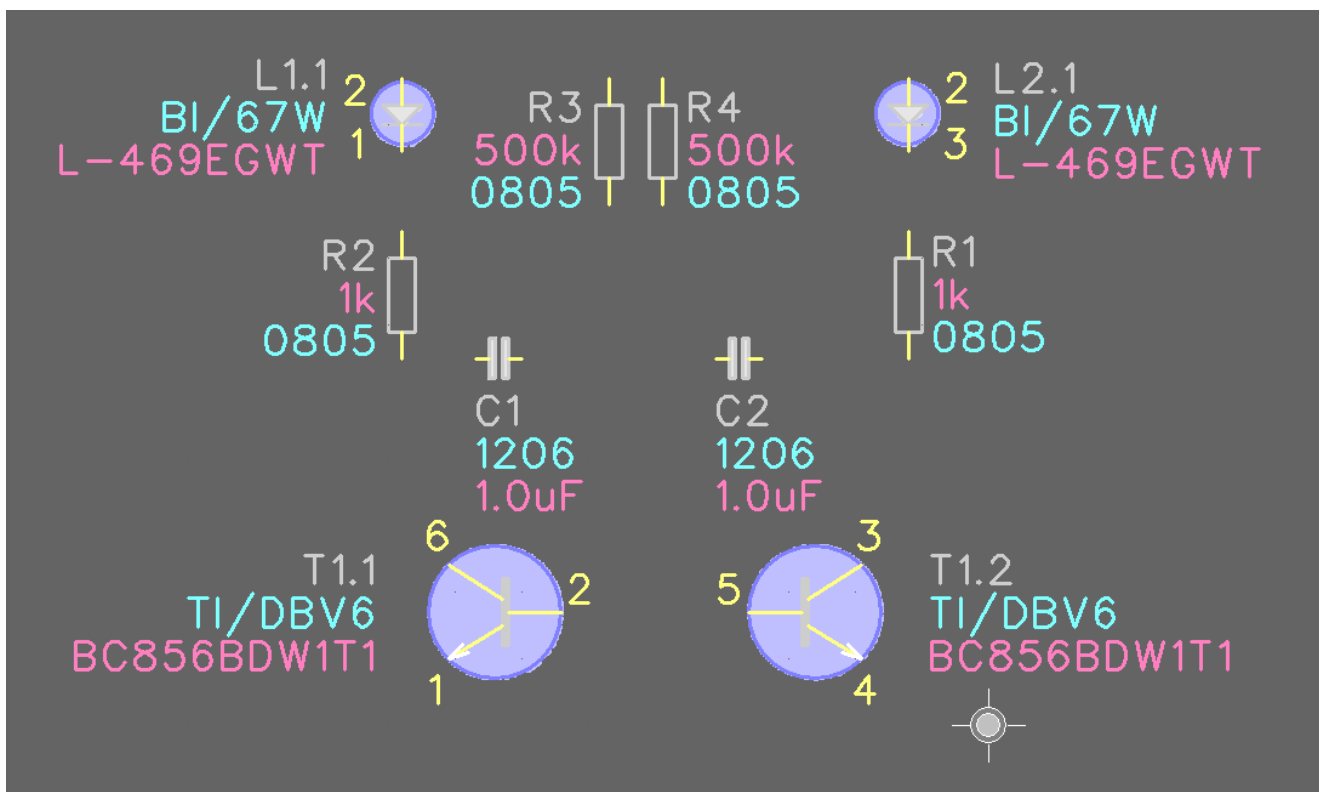 L1.1
BI/67W
L-469EGWT
2
1
R3
500k
0805
R4
500k
0805
2
3
L2.1
BI/67W
L-469EGWT
R2
1k
0805
R1
1k
0805
C1
1206
1.0uF
C2
1206
1.0uF
T1.1
TI/DBV6
BC856BDW1T1
6
2
1
3
5
4
T1.2
TI/DBV6
BC856BDW1T1